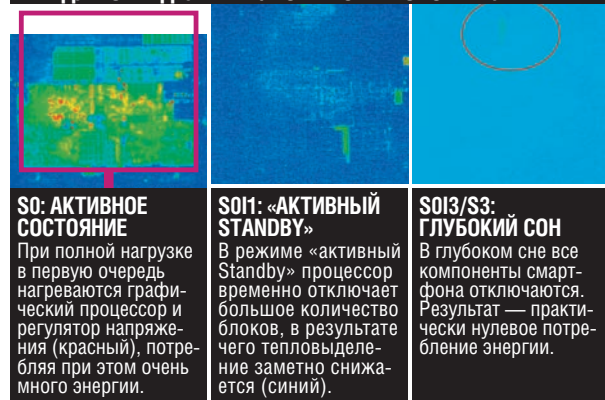 S0: АКТИВНОЕ
СОСТОЯНИЕ
При полной нагрузке
в первую очередь
нагреваются графи-
ческий процессор и
регулятор напряже-
ния (красный), потре-
бляя при этом очень
много энергии.
S0I1: «АКТИВНЫЙ
STANDBY»
В режиме «активный
Standby» процессор
временно отключает
большое количество
блоков, в результате
чего тепловыделе-
ние заметно снижа-
ется (синий).
S0I3/S3:
ГЛУБОКИЙ СОН
В глубоком сне все
компоненты смарт-
фона отключаются.
Результат — практи-
чески нулевое потре-
бление энергии.